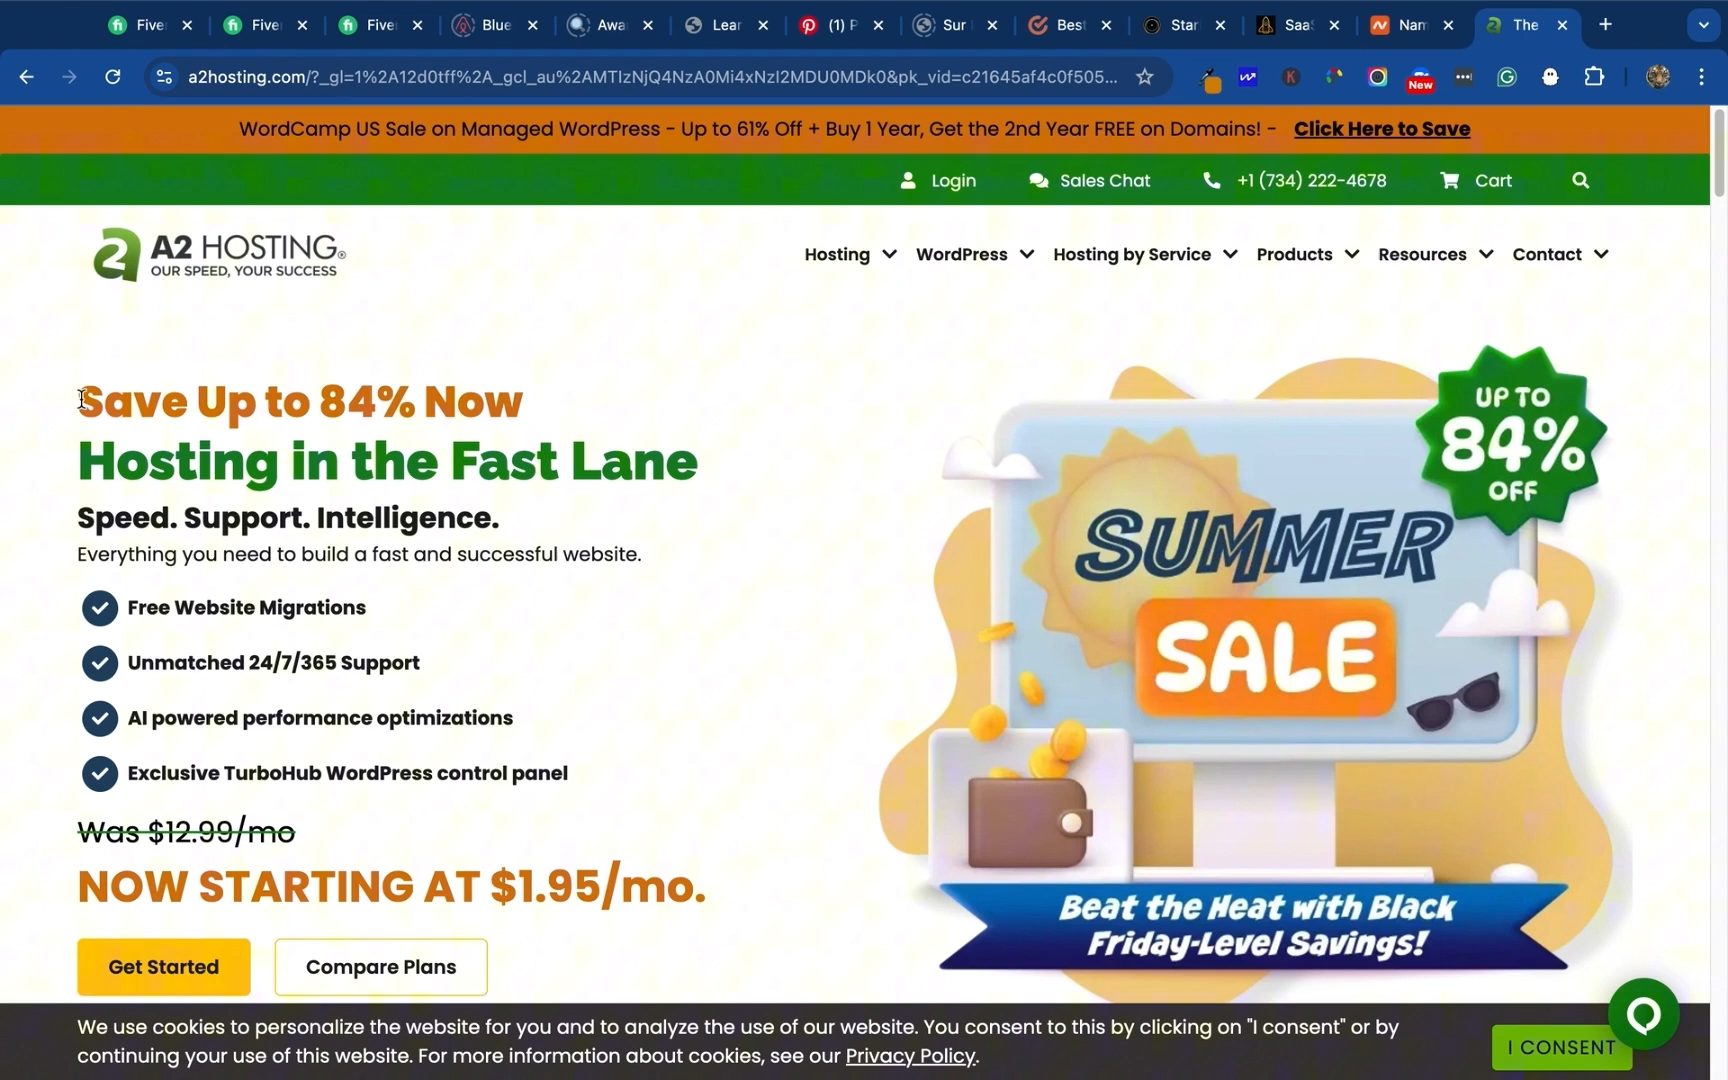 Five
Five
Five
Blue
Awa
Lear
(1) P
Sur
Best
Star
SaaS
Nam
The
a2hosting.com/?_gl=1%2A12d0tff%2A_gcl_au%2AMTIzNjQ4NzA0Mi4xNzI2MDU0MDk0&pk_vid=c21645af4c0f505...
New
WordCamp US Sale on Managed WordPress - Up to 61% Off + Buy 1 Year, Get the 2nd Year FREE on Domains! - Click Here to Save
Login
Sales Chat
+1 (734) 222-4678
Cart
A2 HOSTING®
OUR SPEED, YOUR SUCCESS
Hosting
WordPress
Hosting by Service
Products
Resources
Contact
Save Up to 84% Now
Hosting in the Fast Lane
Speed. Support. Intelligence.
Everything you need to build a fast and successful website.
Free Website Migrations
Unmatched 24/7/365 Support
AI powered performance optimizations
Exclusive TurboHub WordPress control panel
Was $12.99/mo
NOW STARTING AT $1.95/mo.
Get Started
Compare Plans
UP TO
84%
OFF
SUMMER
SALE
Beat the Heat with Black
Friday-Level Savings!
We use cookies to personalize the website for you and to analyze the use of our website. You consent to this by clicking on "I consent" or by
continuing your use of this website. For more information about cookies, see our Privacy Policy.
I CONSENT